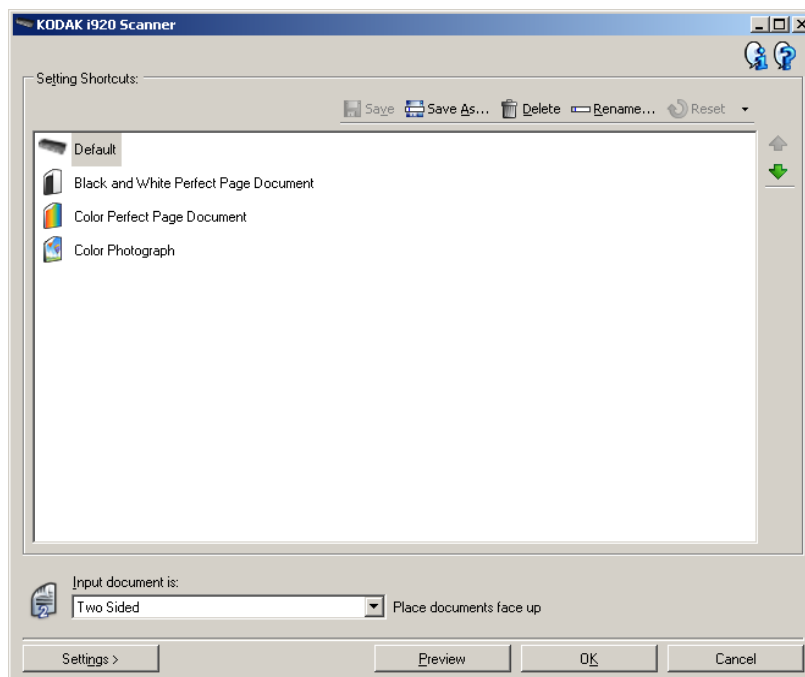 KODAK i920 Scanner
Setting Shortcuts:
Save Save As... Delete Rename... Reset
Default
Black and White Perfect Page Document
Color Perfect Page Document
Color Photograph
Input document is:
2 Two Sided Place documents face up
Settings > Preview OK Cancel